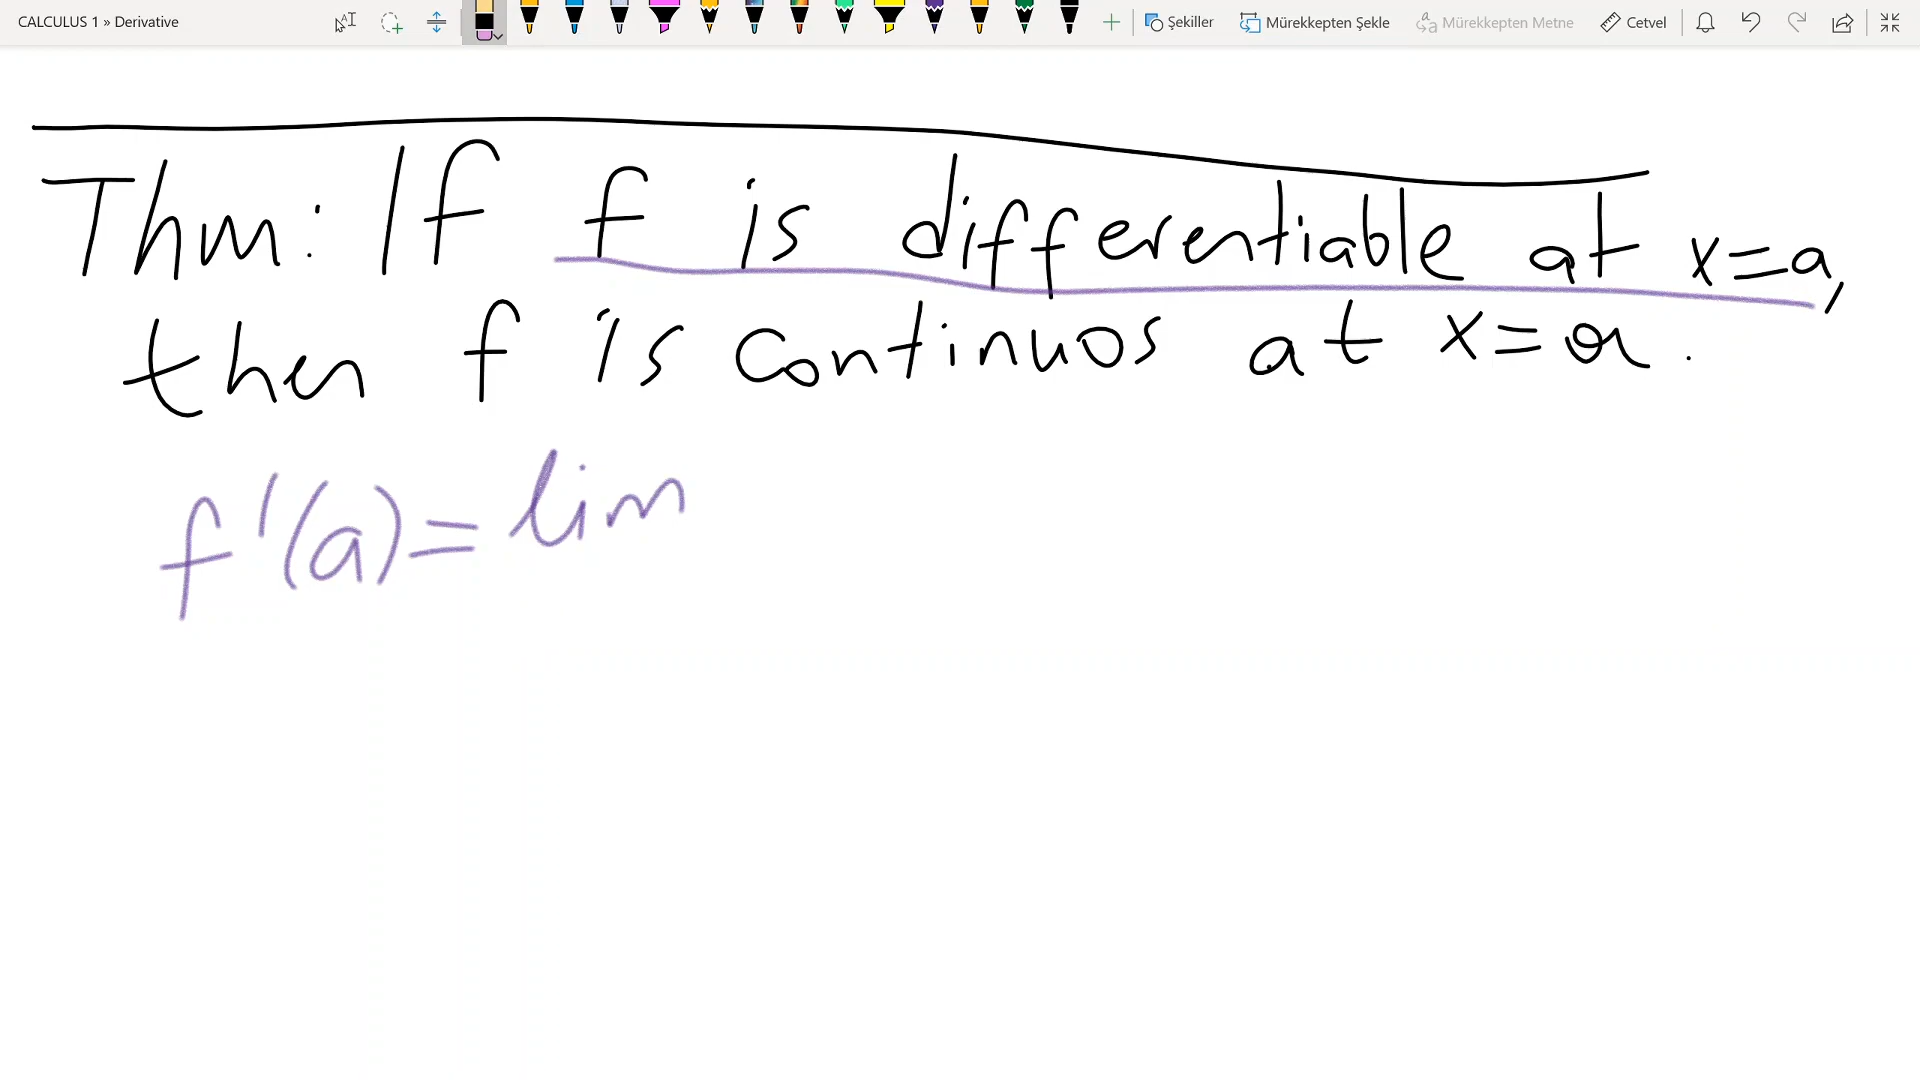 CALCULUS 1 » Derivative Şekiller Mürekkepten Şekle Mürekkepten Metne Cetvel
Thm: If f is differentiable at x=a,
then f is continuos at x=a.
f'(a)=lim